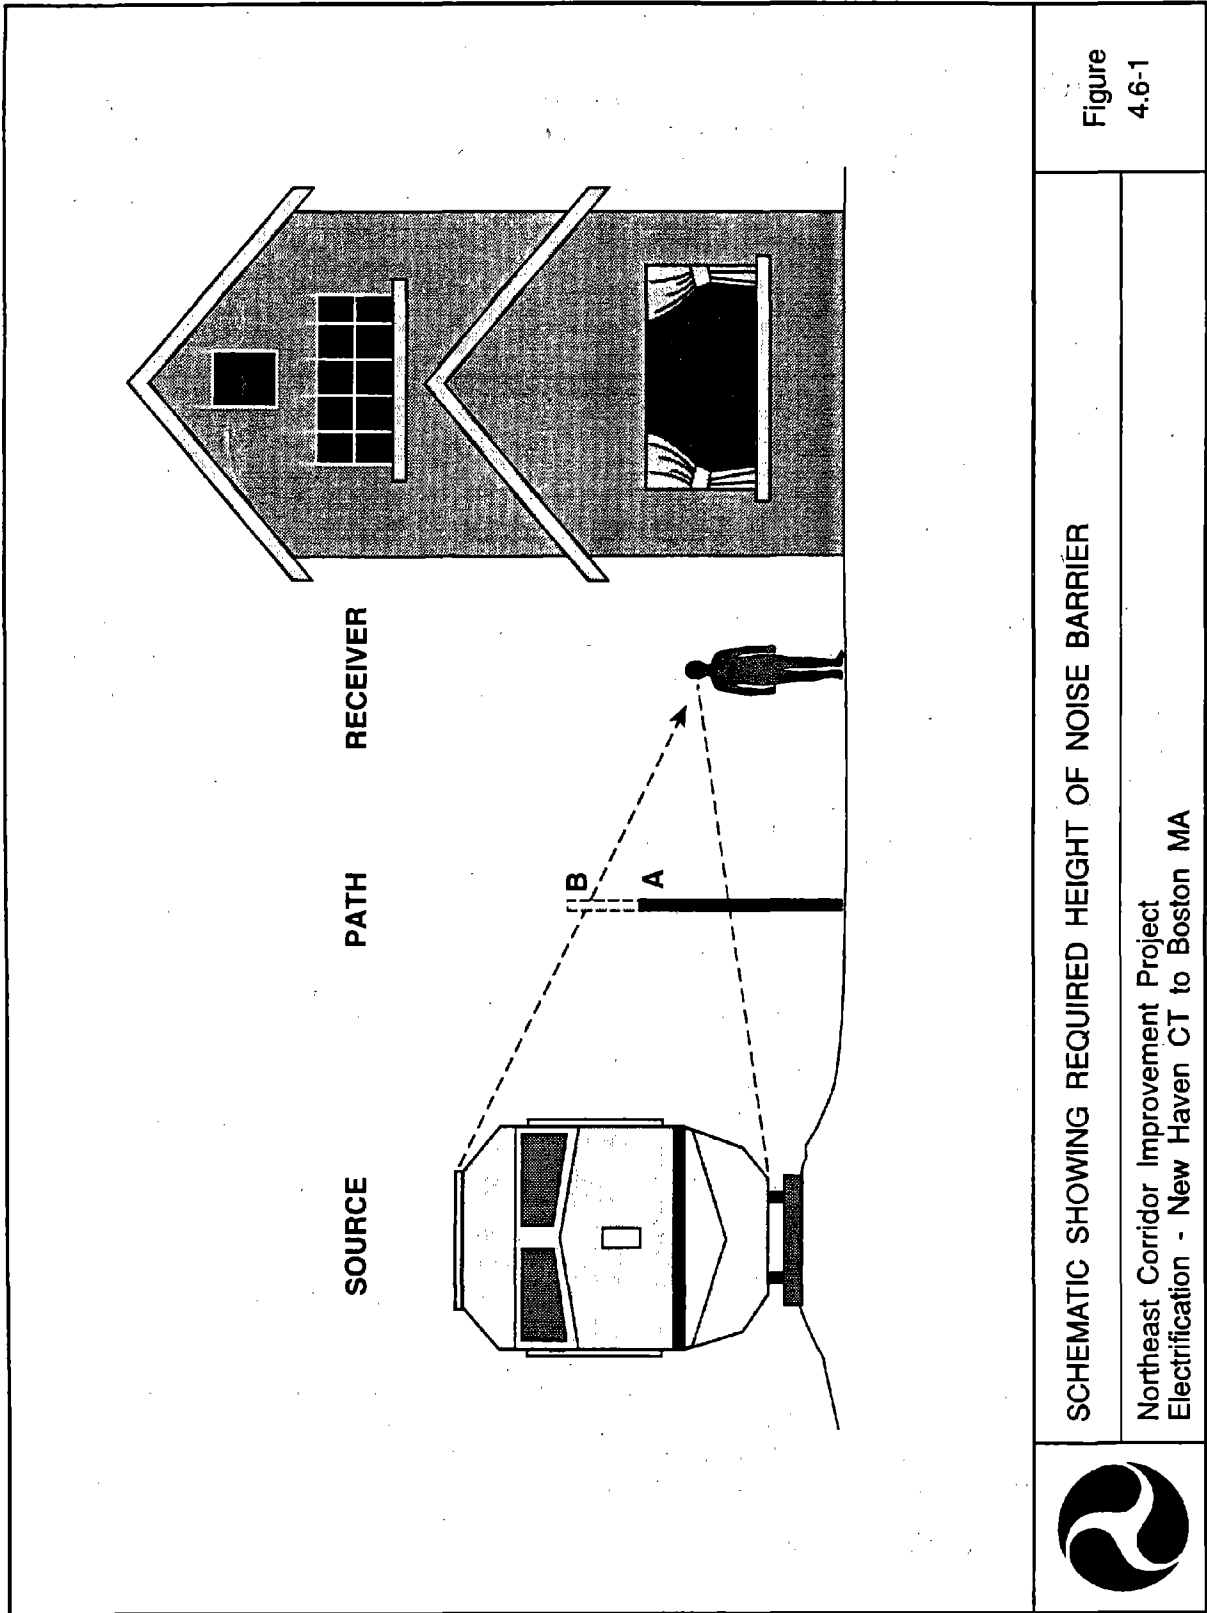 SOURCE
PATH
RECEIVER
B
A
SCHEMATIC SHOWING REQUIRED HEIGHT OF NOISE BARRIER
Northeast Corridor Improvement Project
Electrification - New Haven CT to Boston MA
Figure
4.6-1